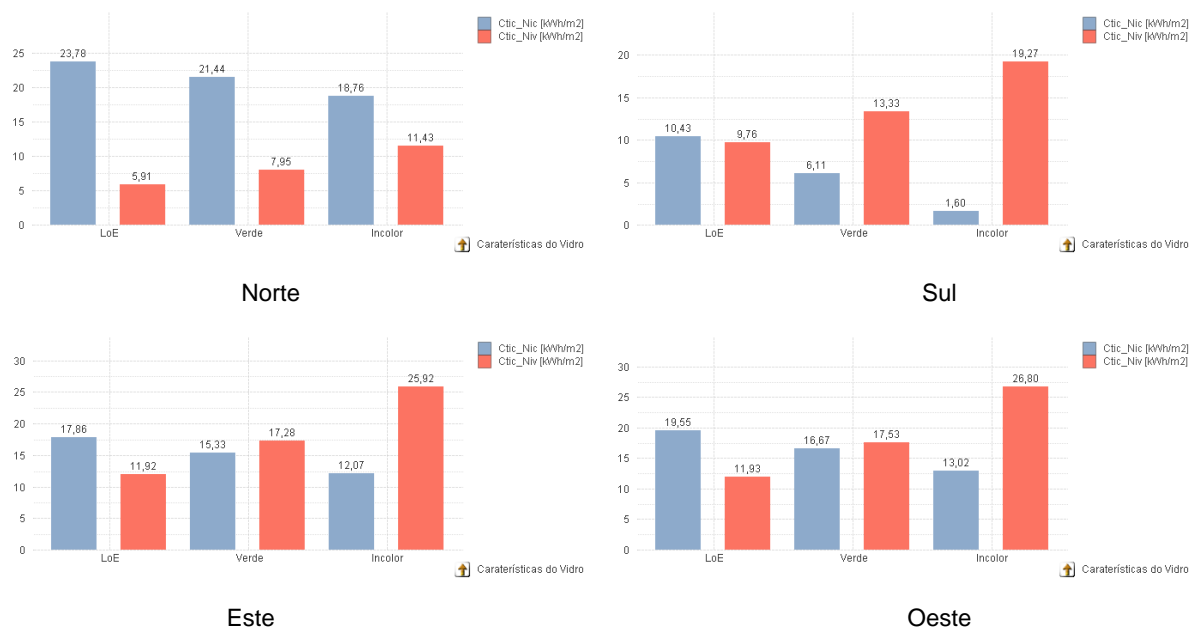 Ctic_Nic [kWh/m2]
Ctic_Niv [kWh/m2]
25
20
15
10
5
0
23,78
5,91
21,44
7,95
18,76
11,43
LoE Verde Incolor
Caraterísticas do Vidro
Norte
Ctic_Nic [kWh/m2]
Ctic_Niv [kWh/m2]
20
15
10
5
0
10,43
9,76
6,11
13,33
1,60
19,27
LoE Verde Incolor
Caraterísticas do Vidro
Sul
Ctic_Nic [kWh/m2]
Ctic_Niv [kWh/m2]
30
25
20
15
10
5
0
17,86
11,92
15,33
17,28
12,07
25,92
LoE Verde Incolor
Caraterísticas do Vidro
Este
Ctic_Nic [kWh/m2]
Ctic_Niv [kWh/m2]
30
25
20
15
10
5
0
19,55
11,93
16,67
17,53
13,02
26,80
LoE Verde Incolor
Caraterísticas do Vidro
Oeste